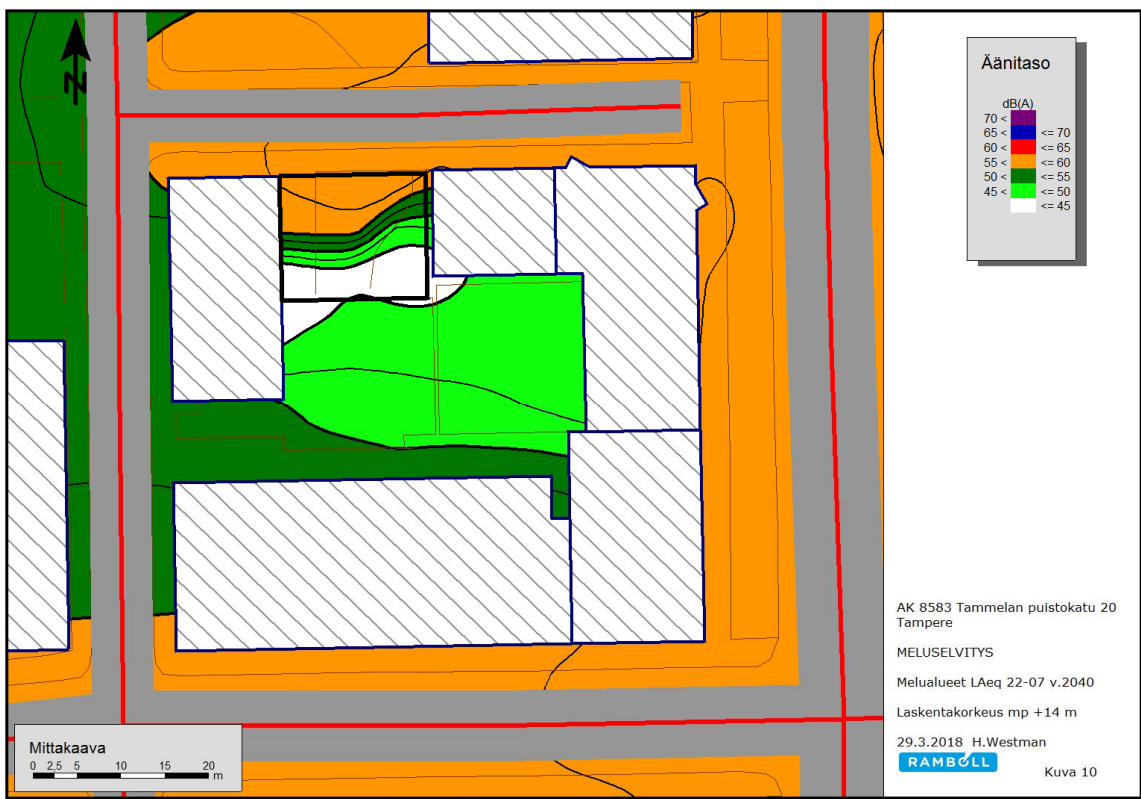 N
Äänitaso
dB(A)
70 <
65 < <= 70
60 < <= 65
55 < <= 60
50 < <= 55
45 < <= 50
<= 45
AK 8583 Tammelan puistokatu 20
Tampere
MELUSELVITYS
Melualueet LAeq 22-07 v.2040
Laskentakorkeus mp +14 m
29.3.2018 H.Westman
RAMBOLL
Kuva 10
Mittakaava
0 2,5 5 10 15 20
m